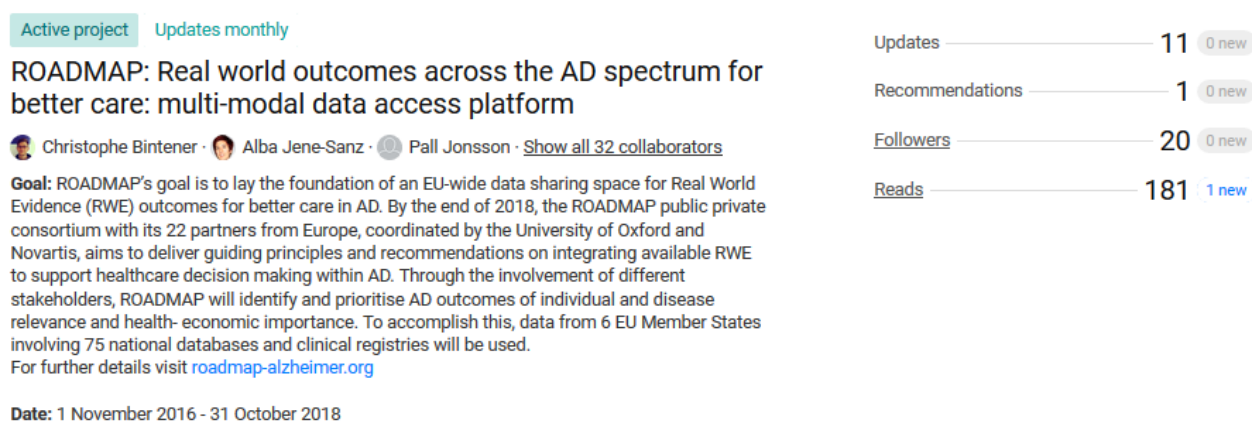 Active project Updates monthly
ROADMAP: Real world outcomes across the AD spectrum for
better care: multi-modal data access platform
Christophe Bintener · Alba Jene-Sanz · Pall Jonsson · Show all 32 collaborators
Goal: ROADMAP's goal is to lay the foundation of an EU-wide data sharing space for Real World
Evidence (RWE) outcomes for better care in AD. By the end of 2018, the ROADMAP public private
consortium with its 22 partners from Europe, coordinated by the University of Oxford and
Novartis, aims to deliver guiding principles and recommendations on integrating available RWE
to support healthcare decision making within AD. Through the involvement of different
stakeholders, ROADMAP will identify and prioritise AD outcomes of individual and disease
relevance and health- economic importance. To accomplish this, data from 6 EU Member States
involving 75 national databases and clinical registries will be used.
For further details visit roadmap-alzheimer.org
Date: 1 November 2016 - 31 October 2018
Updates 11 0 new
Recommendations 1 0 new
Followers 20 0 new
Reads 181 1 new